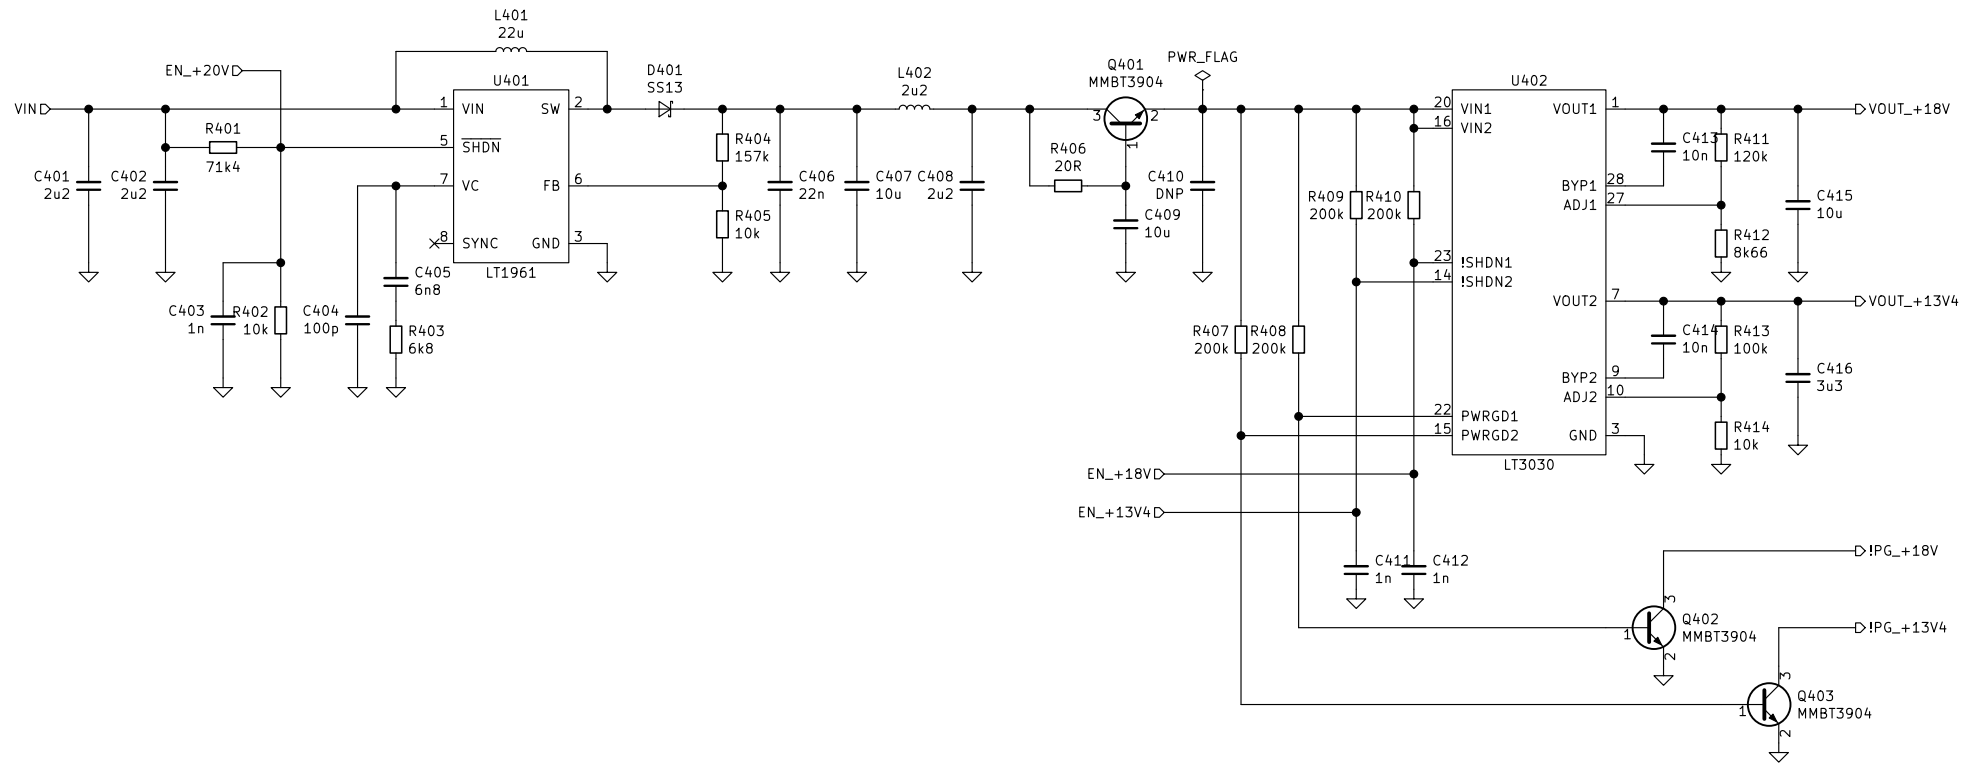 L401
22u
EN_+20V
U401
VIN
1
VIN
SW
2
5
SHDN
7
VC
FB
6
8
SYNC
GND
3
LT1961
R401
71k4
C401
2u2
C402
2u2
C403
1n
R402
10k
C404
100p
C405
6n8
R403
6k8
D401
SS13
R404
157k
R405
10k
C406
22n
C407
10u
L402
2u2
C408
2u2
Q401
MMBT3904
3
2
1
R406
20R
C409
10u
PWR_FLAG
C410
DNP
R407
200k
R408
200k
R409
200k
R410
200k
U402
20
VIN1
16
VIN2
23
!SHDN1
14
!SHDN2
22
PWRGD1
15
PWRGD2
VOUT1
1
BYP1
28
ADJ1
27
VOUT2
7
BYP2
9
ADJ2
10
GND
3
LT3030
C413
10n
R411
120k
R412
8k66
C415
10u
VOUT_+18V
C414
10n
R413
100k
R414
10k
C416
3u3
VOUT_+13V4
EN_+18V
EN_+13V4
C411
1n
C412
1n
!PG_+18V
3
1
2
Q402
MMBT3904
!PG_+13V4
3
1
2
Q403
MMBT3904